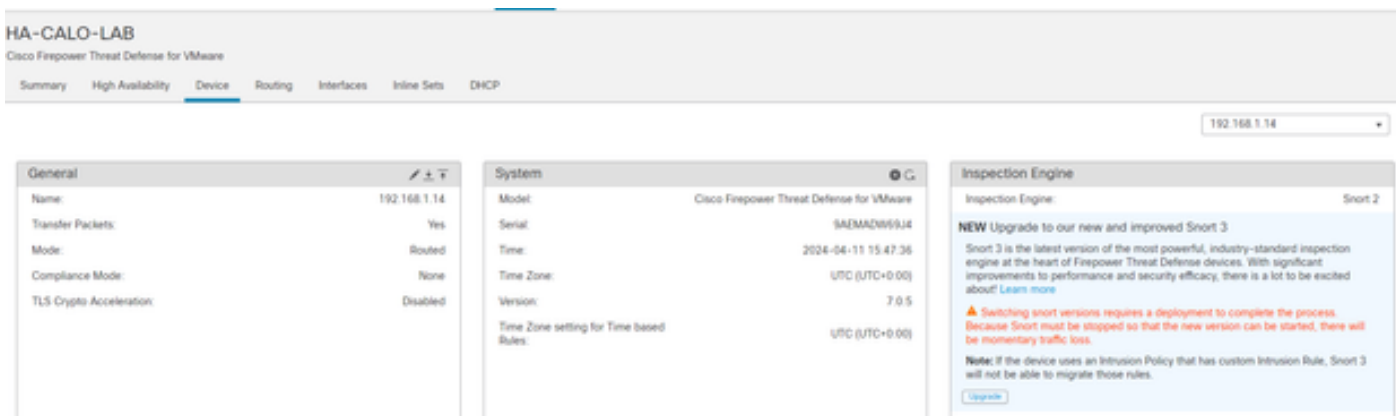 HA-CALO-LAB
Cisco Firepower Threat Defense for VMware
Summary High Availability Device Routing Interfaces Inline Sets DHCP
192.168.1.14
General
Name: 192.168.1.14
Transfer Packets: Yes
Mode: Routed
Compliance Mode: None
TLS Crypto Acceleration: Disabled
System
Model: Cisco Firepower Threat Defense for VMware
Serial: 9AEMADW69J4
Time: 2024-04-11 15:47:36
Time Zone: UTC (UTC+0:00)
Version: 7.0.5
Time Zone setting for Time based
Rules: UTC (UTC+0:00)
Inspection Engine
Inspection Engine: Snort 2
NEW Upgrade to our new and improved Snort 3
Snort 3 is the latest version of the most powerful, industry-standard inspection
engine at the heart of Firepower Threat Defense devices. With significant
improvements to performance and security efficacy, there is a lot to be excited
about! Learn more
Switching snort versions requires a deployment to complete the process.
Because Snort must be stopped so that the new version can be started, there will
be momentary traffic loss.
Note: If the device uses an Intrusion Policy that has custom Intrusion Rule, Snort 3
will not be able to migrate those rules.
Upgrade